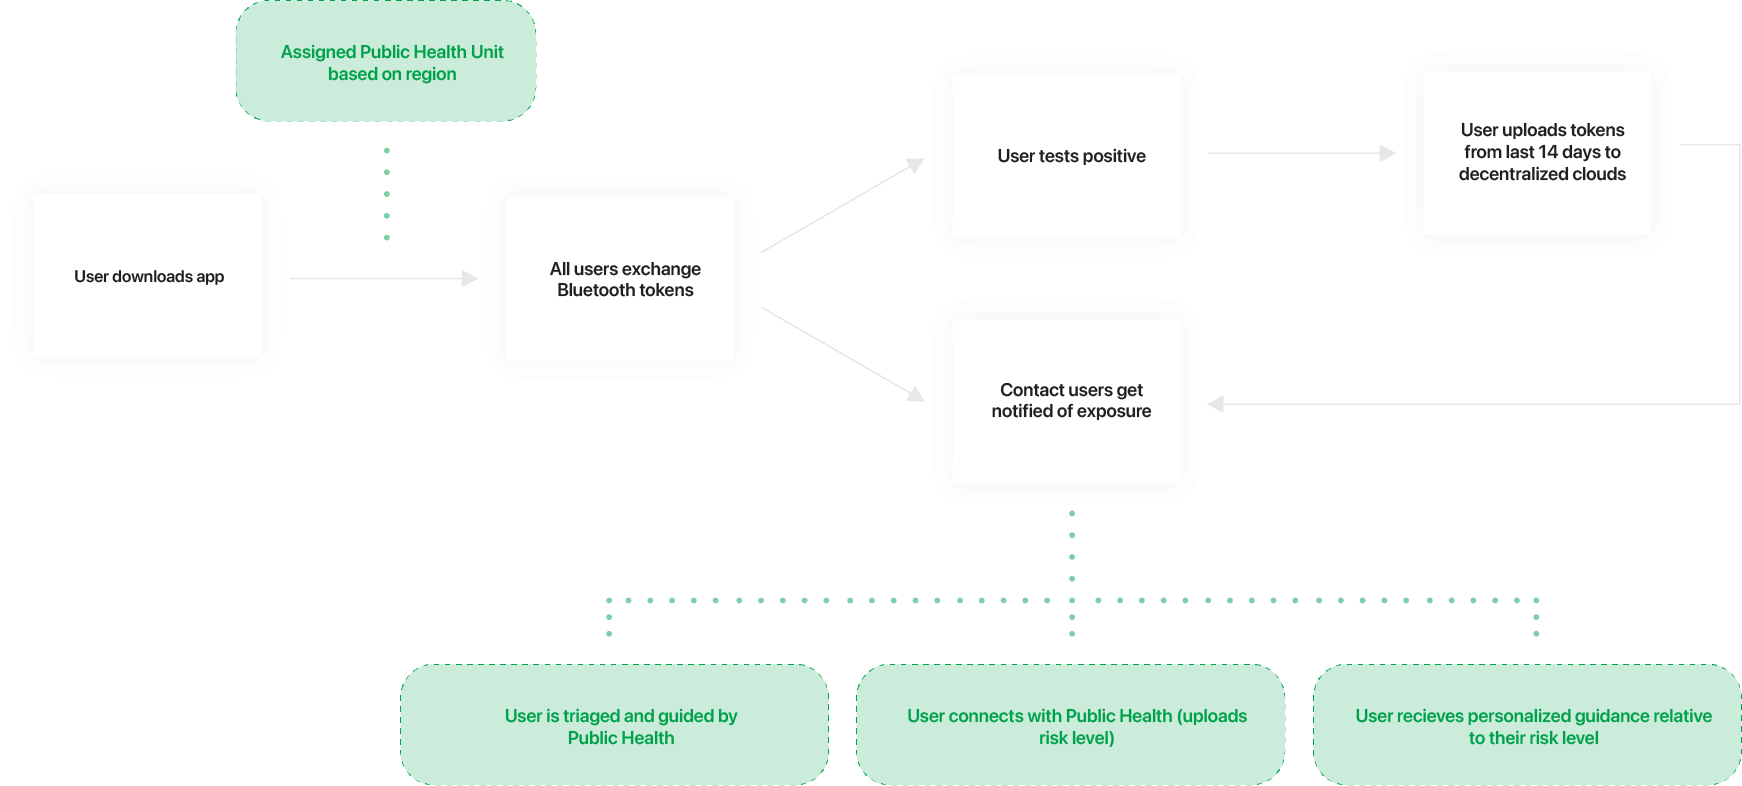 Assigned Public Health Unit
based on region
User downloads app
All users exchange
Bluetooth tokens
User tests positive
User uploads tokens
from last 14 days to
decentralized clouds
Contact users get
notified of exposure
User is triaged and guided by
Public Health
User connects with Public Health (uploads
risk level)
User recieves personalized guidance relative
to their risk level